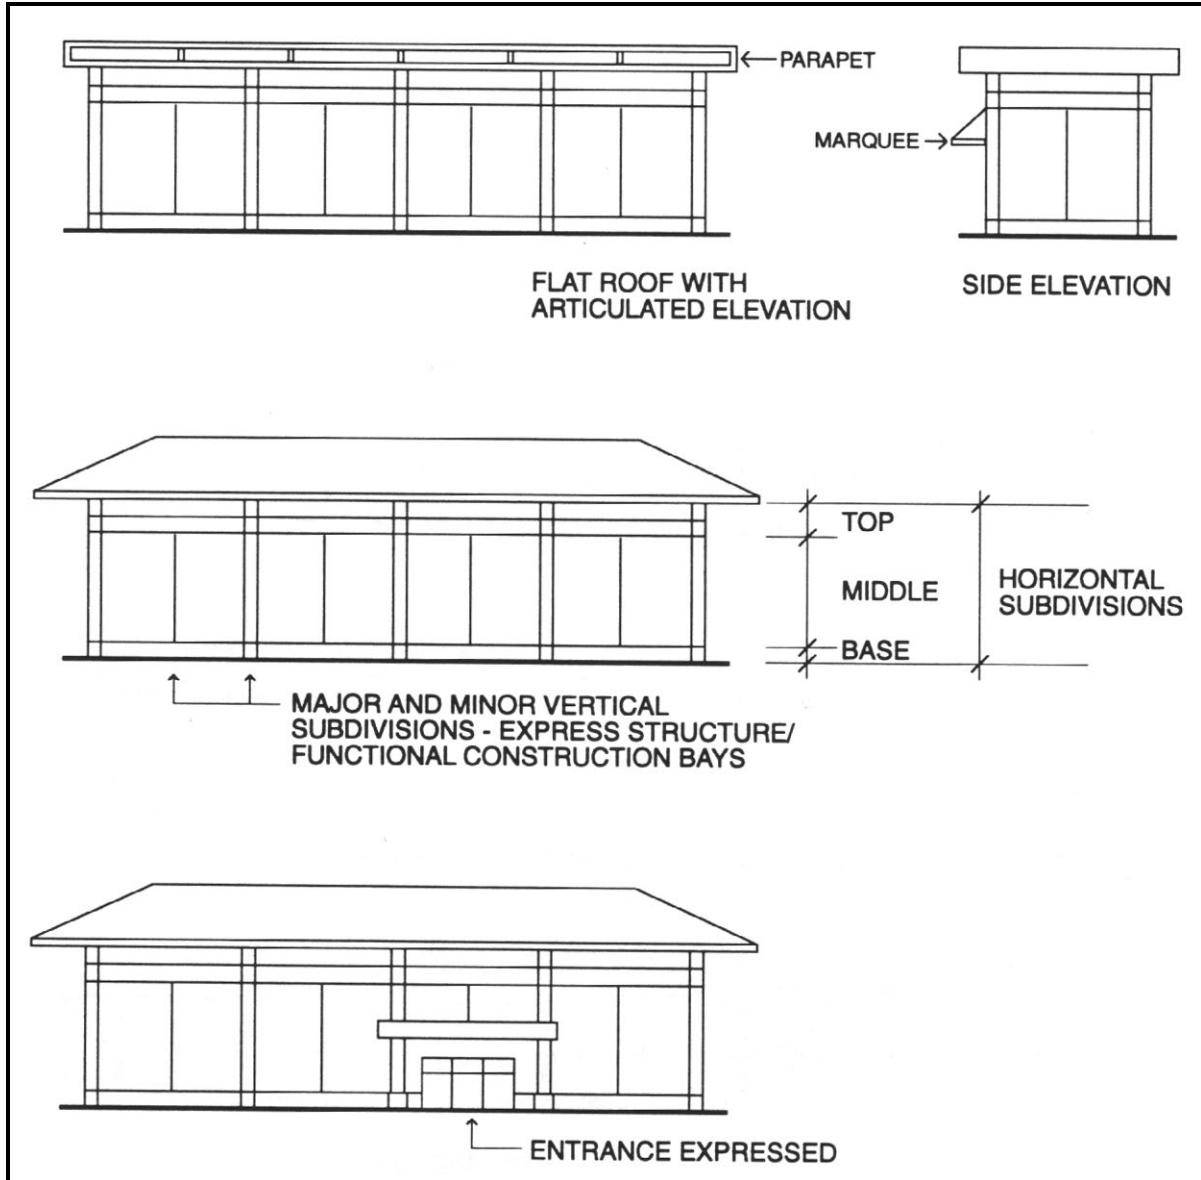 PARAPET
MARQUEE
FLAT ROOF WITH
ARTICULATED ELEVATION
SIDE ELEVATION
TOP
MIDDLE
BASE
HORIZONTAL
SUBDIVISIONS
MAJOR AND MINOR VERTICAL
SUBDIVISIONS - EXPRESS STRUCTURE/
FUNCTIONAL CONSTRUCTION BAYS
ENTRANCE EXPRESSED